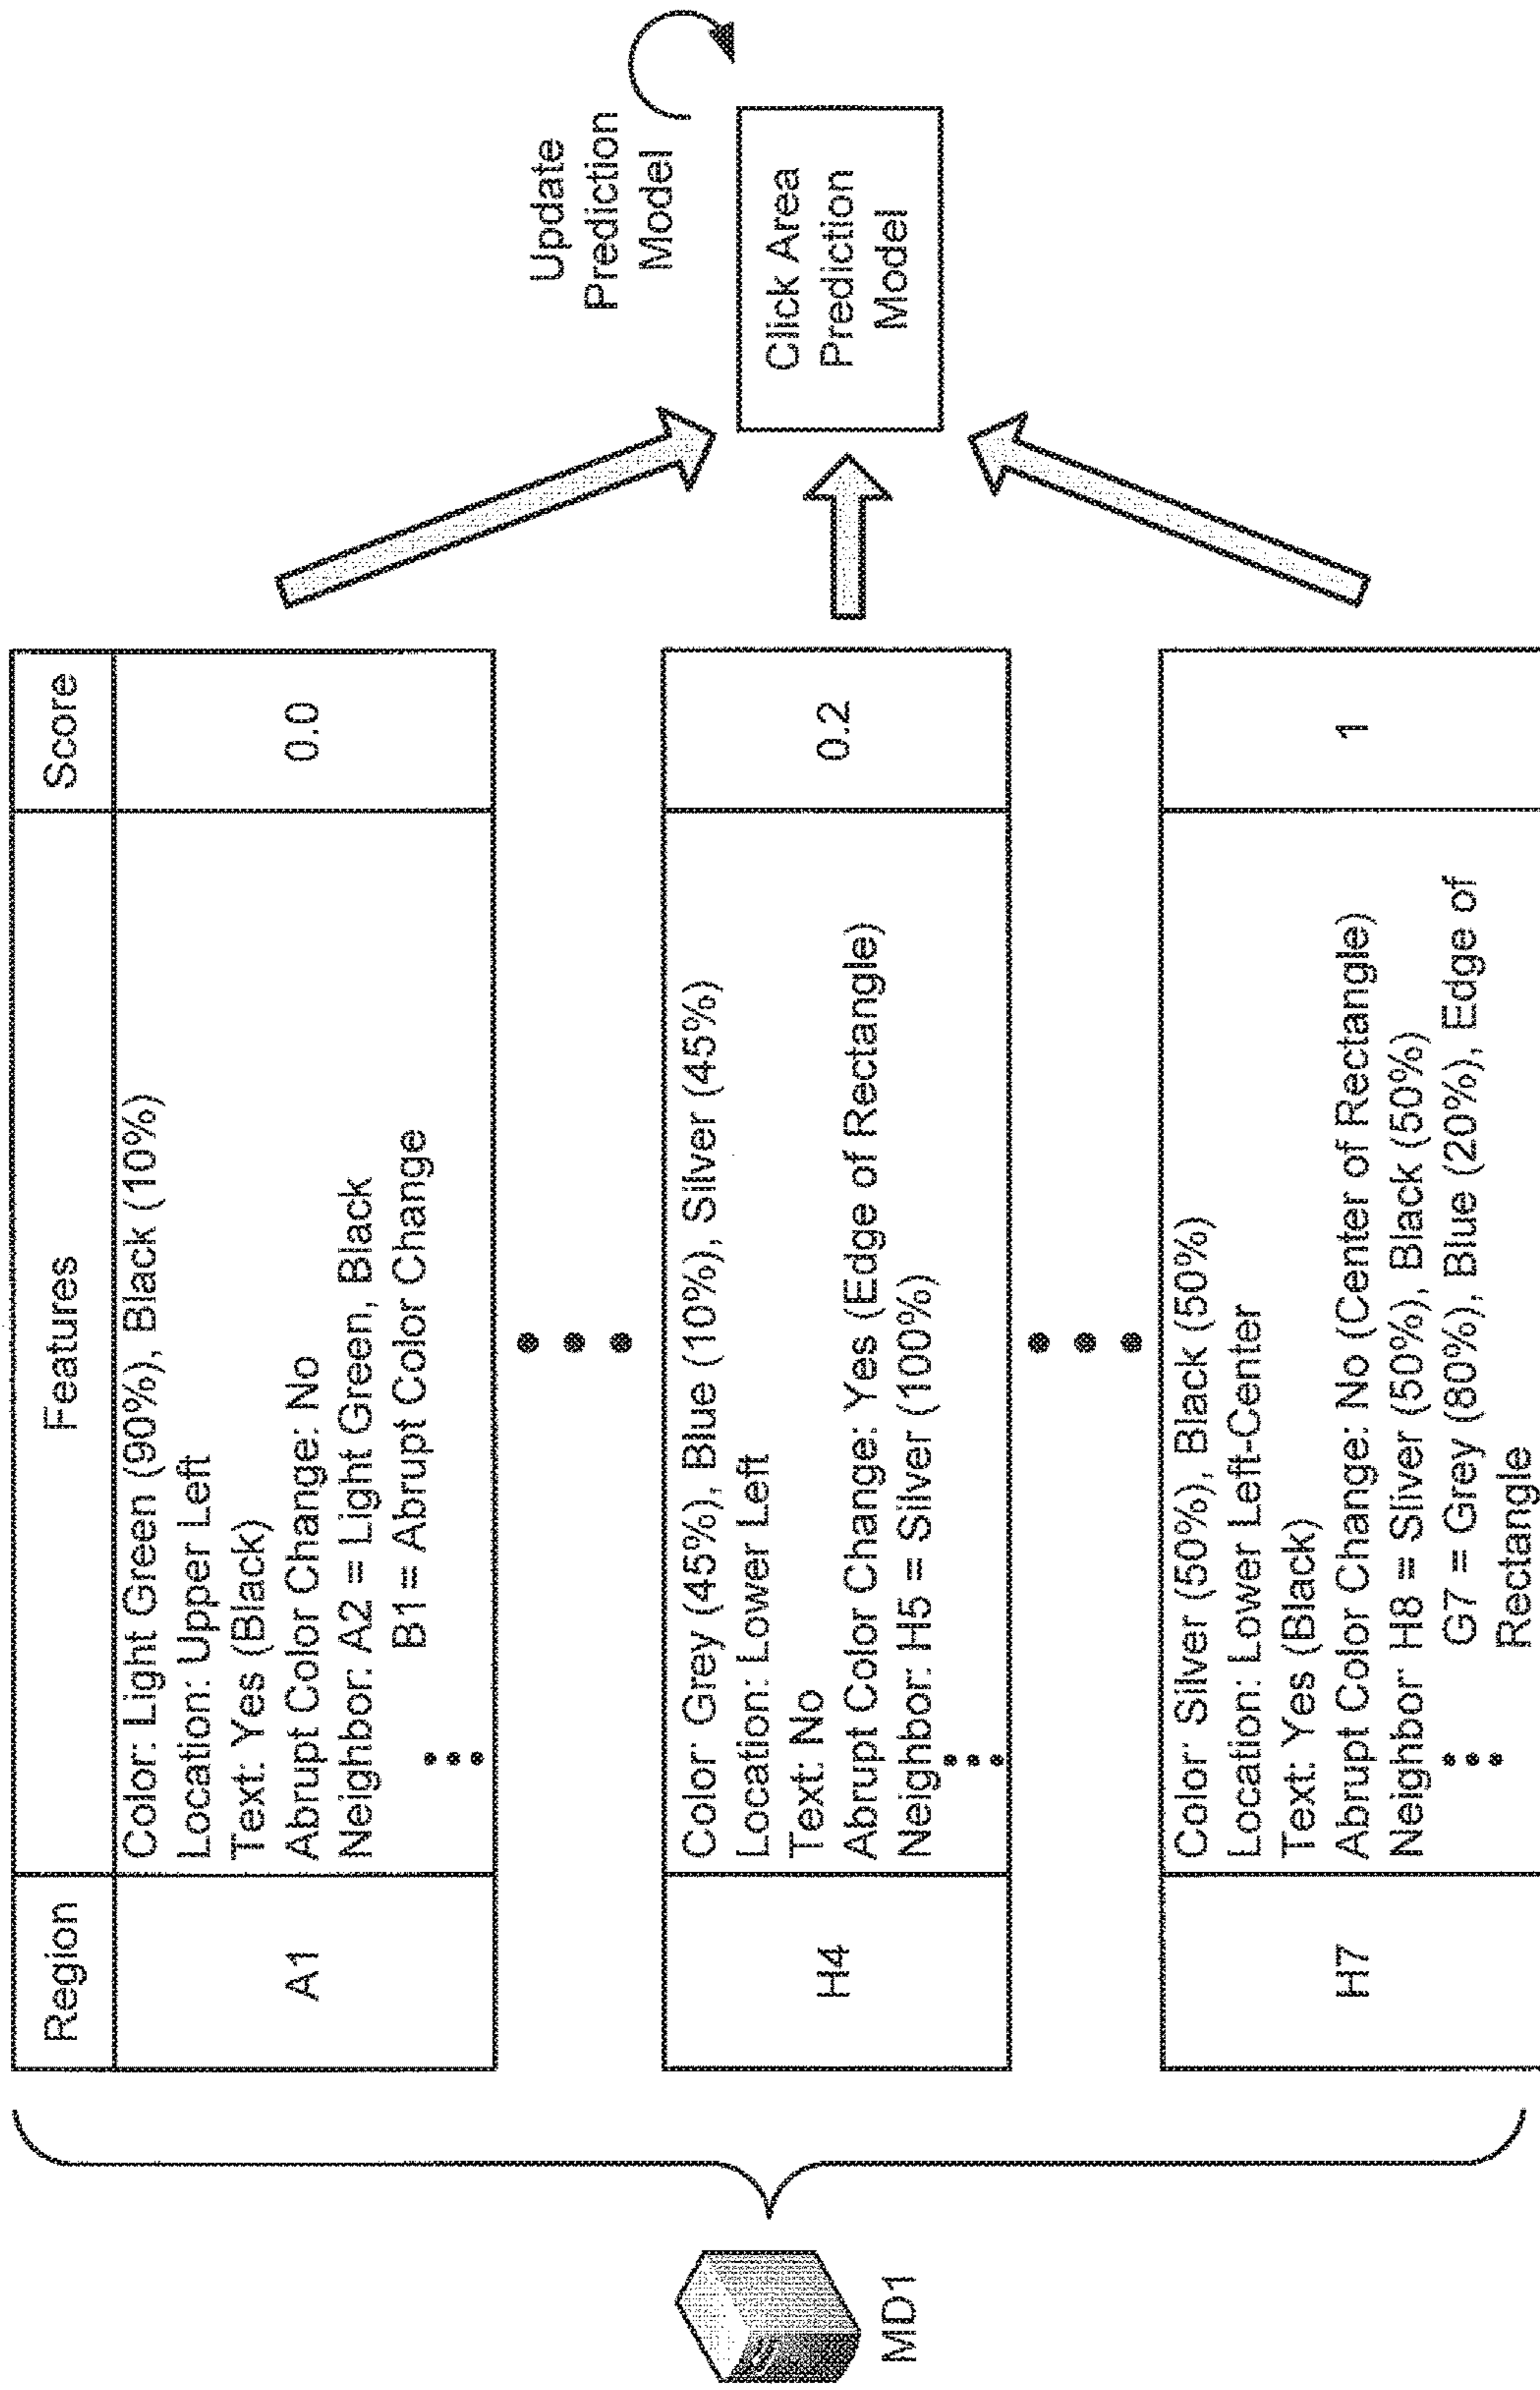 Region
Features
Score
A1
Color: Light Green (90%), Black (10%)
Location: Upper Left
Text: Yes (Black)
Abrupt Color Change: No
Neighbor: A2 = Light Green, Black
B1 = Abrupt Color Change
0.0
H4
Color: Grey (45%), Blue (10%), Silver (45%)
Location: Lower Left
Text: No
Abrupt Color Change: Yes (Edge of Rectangle)
Neighbor: H5 = Silver (100%)
0.2
H7
Color: Silver (50%), Black (50%)
Location: Lower Left-Center
Text: Yes (Black)
Abrupt Color Change: No (Center of Rectangle)
Neighbor: H8 = Sliver (50%), Black (50%)
G7 = Grey (80%), Blue (20%), Edge of
Rectangle
1
MD1
Update
Prediction
Model
Click Area
Prediction
Model